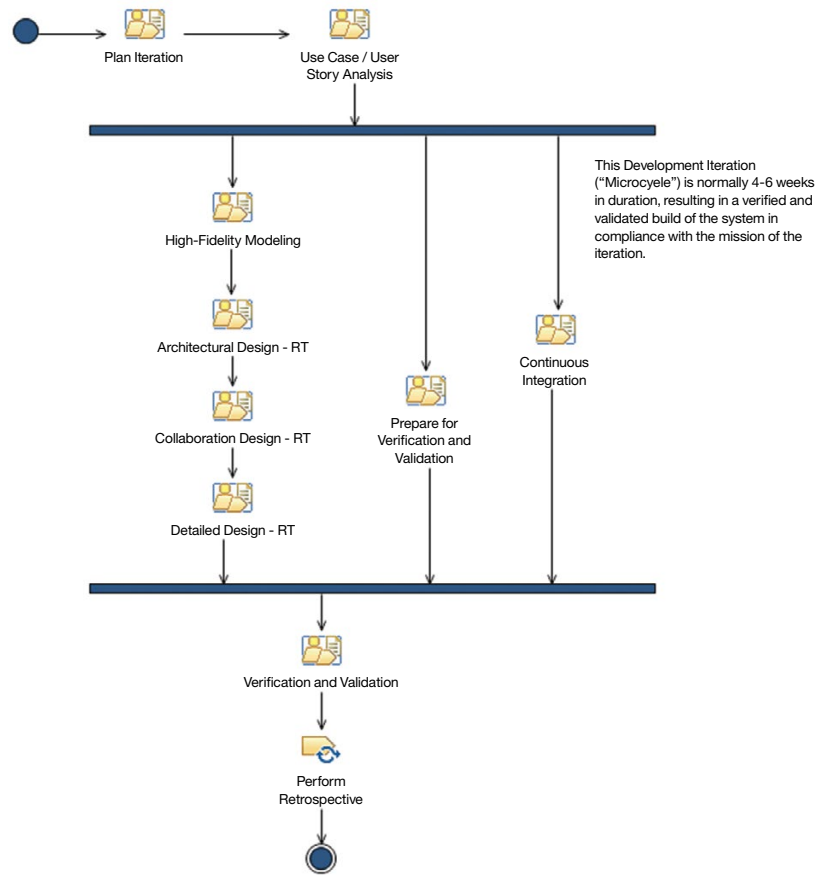 Plan Iteration
Use Case / User
Story Analysis
This Development Iteration
(“Microcyele”) is normally 4-6 weeks
in duration, resulting in a verified and
validated build of the system in
compliance with the mission of the
iteration.
High-Fidelity Modeling
Architectural Design - RT
Continuous
Integration
Collaboration Design - RT
Prepare for
Verification and
Validation
Detailed Design - RT
Verification and Validation
Perform
Retrospective